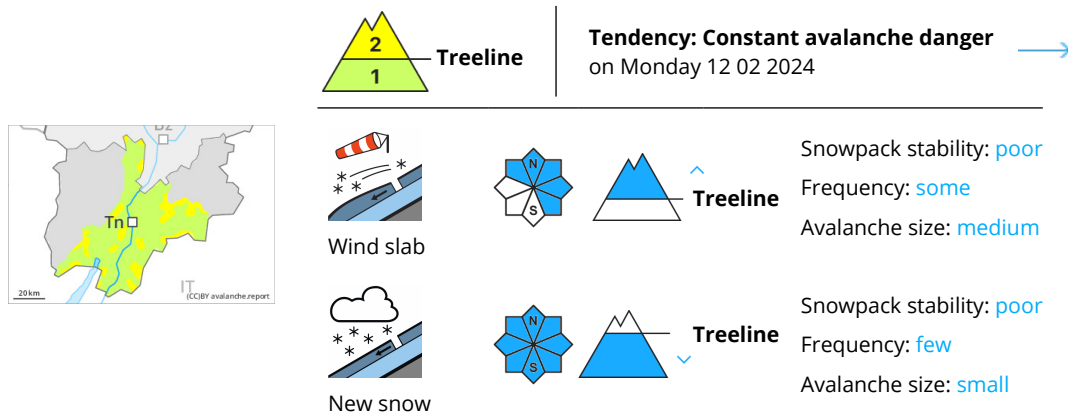 2
1
Treeline
Tendency: Constant avalanche danger
on Monday 12 02 2024
BZ
Tn
IT
20 km
(CC)BY avalanche.report
N
S
Treeline
Wind slab
Snowpack stability: poor
Frequency: some
Avalanche size: medium
N
S
Treeline
New snow
Snowpack stability: poor
Frequency: few
Avalanche size: small